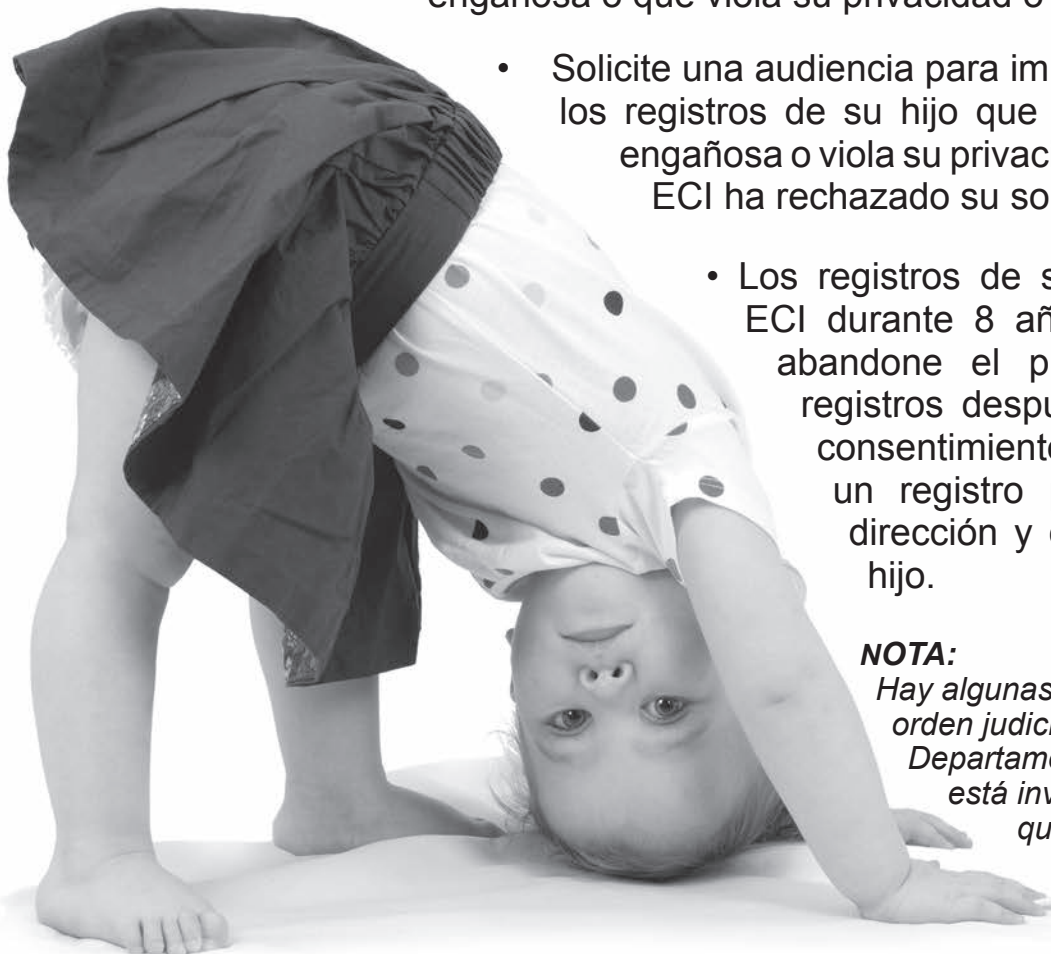 engañosa o que viola su privacidad o
• Solicite una audiencia para im
los registros de su hijo que
engañosa o viola su privac
ECI ha rechazado su so
• Los registros de s
ECI durante 8 añ
abandone el p
registros despu
consentimiento
un registro
dirección y
hijo.
NOTA:
Hay algunas
orden judici
Departame
está inv
qu